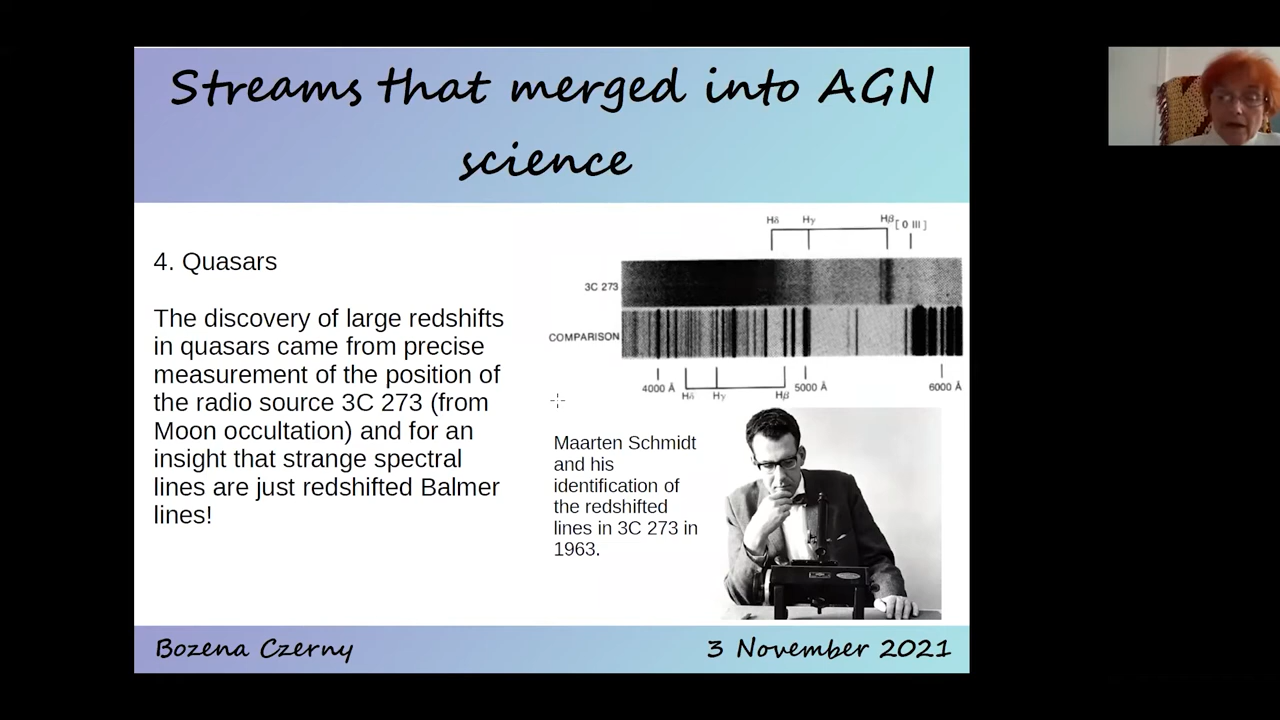 Streams that merged into AGN
science
4. Quasars
The discovery of large redshifts
in quasars came from precise
measurement of the position of
the radio source 3C 273 (from
Moon occultation) and for an
insight that strange spectral
lines are just redshifted Balmer
lines!
Hδ Hγ Hβ [O III]
3C 273
COMPARISON
4000 Å 5000 Å 6000 Å
Hδ Hγ Hβ
Maarten Schmidt
and his
identification of
the redshifted
lines in 3C 273 in
1963.
Bozena Czerny
3 November 2021